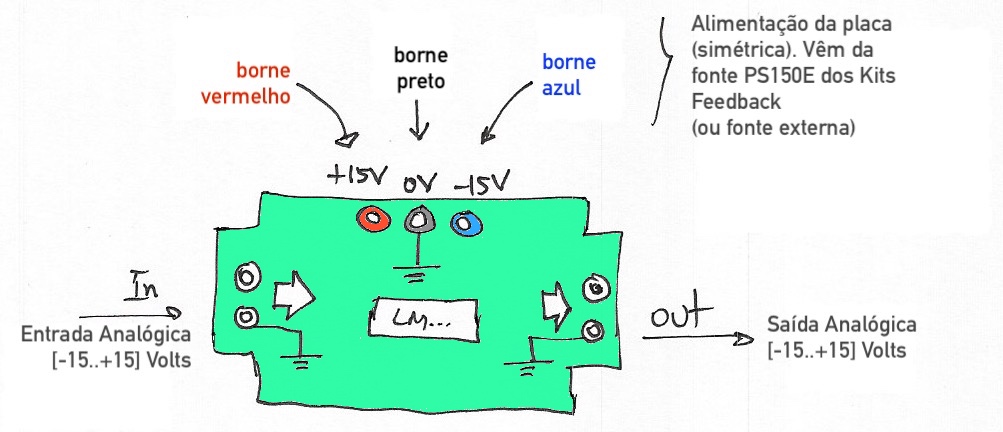 borne
vermelho
borne
preto
borne
azul
Alimentação da placa
(simétrica). Vêm da
fonte PS150E dos Kits
Feedback
(ou fonte externa)
+15V
0V
-15V
In
Entrada Analógica
[-15..+15] Volts
LM...
out
Saída Analógica
[-15..+15] Volts